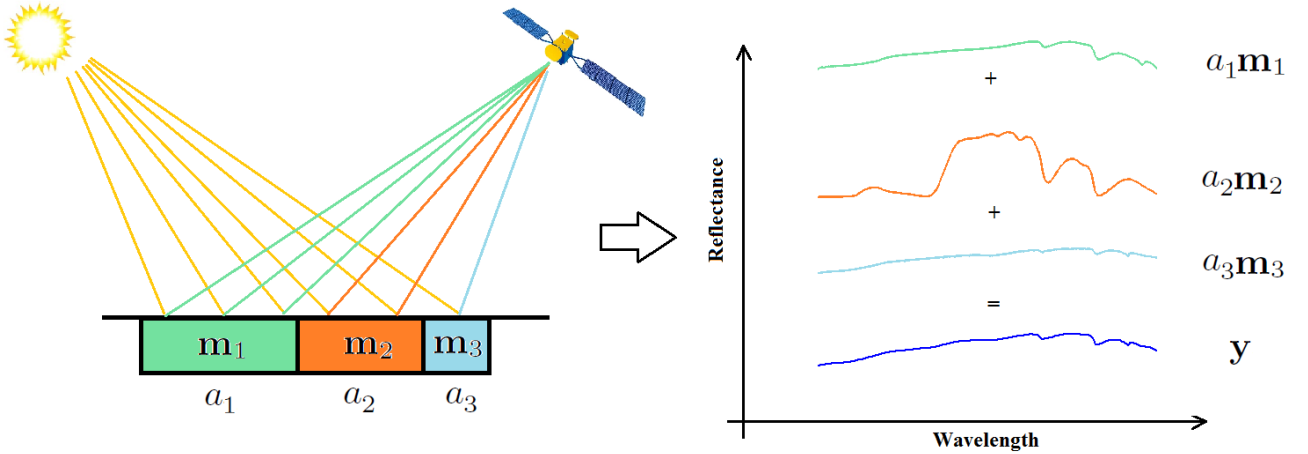 m₁ m₂ m₃
a₁ a₂ a₃
Reflectance
a₁m₁
+
a₂m₂
+
a₃m₃
=
y
Wavelength